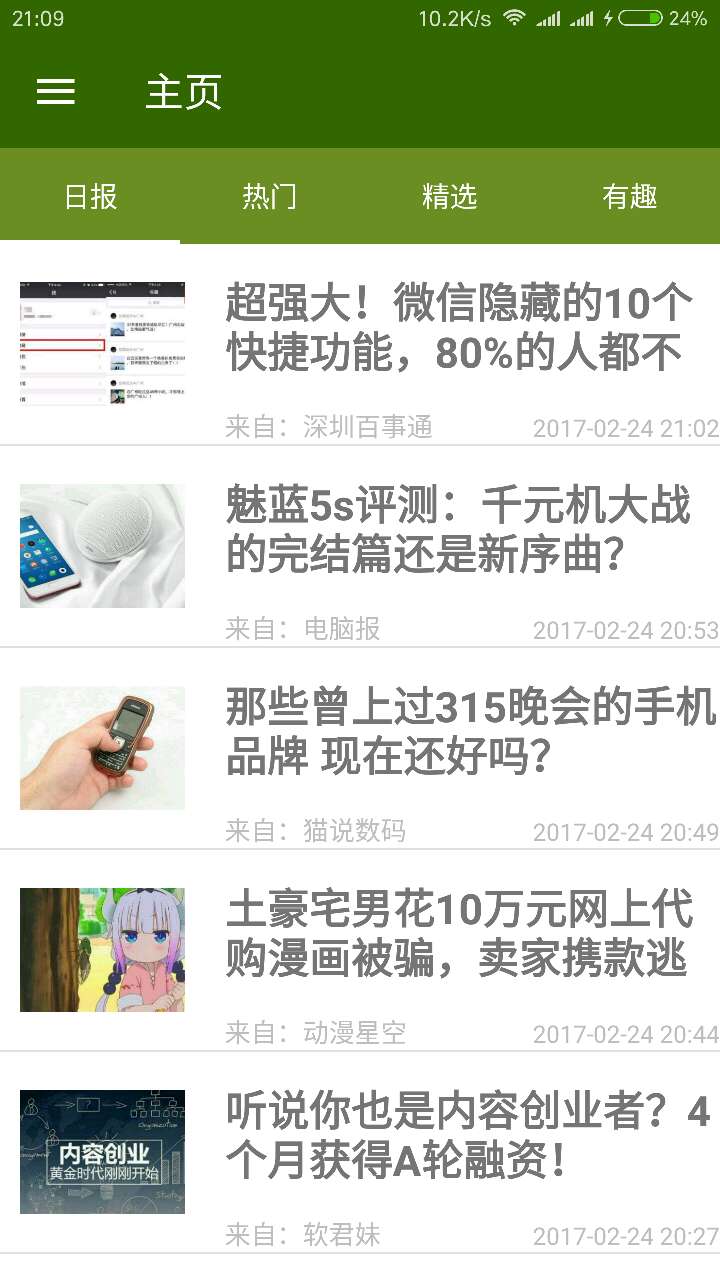 21:09 10.2K/s 24%
主页
日报 热门 精选 有趣
超强大！微信隐藏的10个
快捷功能，80%的人都不
来自：深圳百事通 2017-02-24 21:02
魅蓝5s评测：千元机大战
的完结篇还是新序曲？
来自：电脑报 2017-02-24 20:53
那些曾上过315晚会的手机
品牌 现在还好吗？
来自：猫说数码 2017-02-24 20:49
土豪宅男花10万元网上代
购漫画被骗，卖家携款逃
来自：动漫星空 2017-02-24 20:44
听说你也是内容创业者？4
个月获得A轮融资！
内容创业
黄金时代刚刚开始
来自：软君妹 2017-02-24 20:27